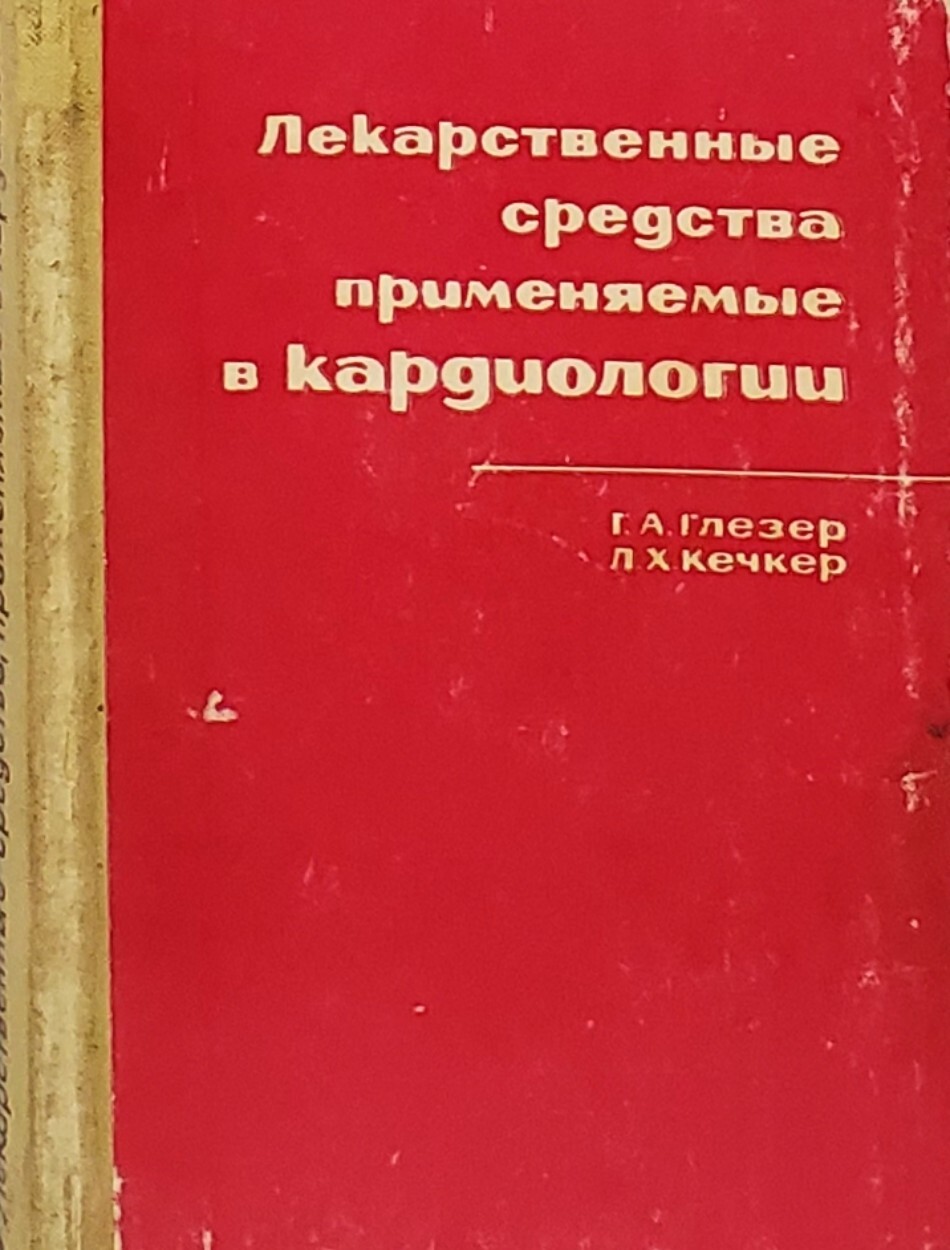 Лекарственные
средства
применяемые
в кардиологии
Г. А. Глезер
Л. Х. Кечкер